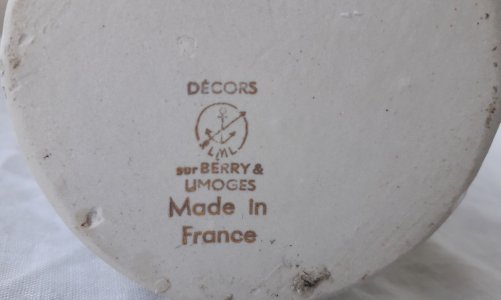 DÉCORS
LML
sur BERRY &
LIMOGES
Made in
France